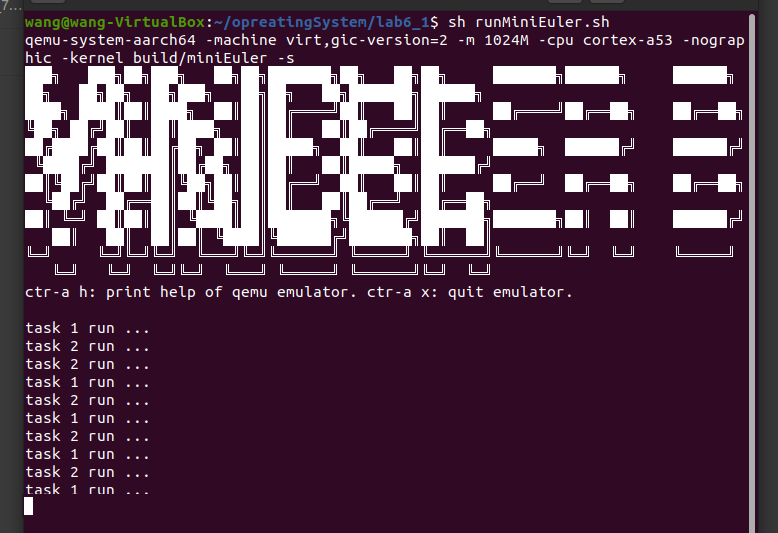 wang@wang-VirtualBox:~/opreatingSystem/lab6_1$ sh runMiniEuler.sh
qemu-system-aarch64 -machine virt,gic-version=2 -m 1024M -cpu cortex-a53 -nograp
hic -kernel build/miniEuler -s
ctr-a h: print help of qemu emulator. ctr-a x: quit emulator.
task 1 run ...
task 2 run ...
task 2 run ...
task 1 run ...
task 2 run ...
task 1 run ...
task 2 run ...
task 1 run ...
task 2 run ...
task 1 run ...